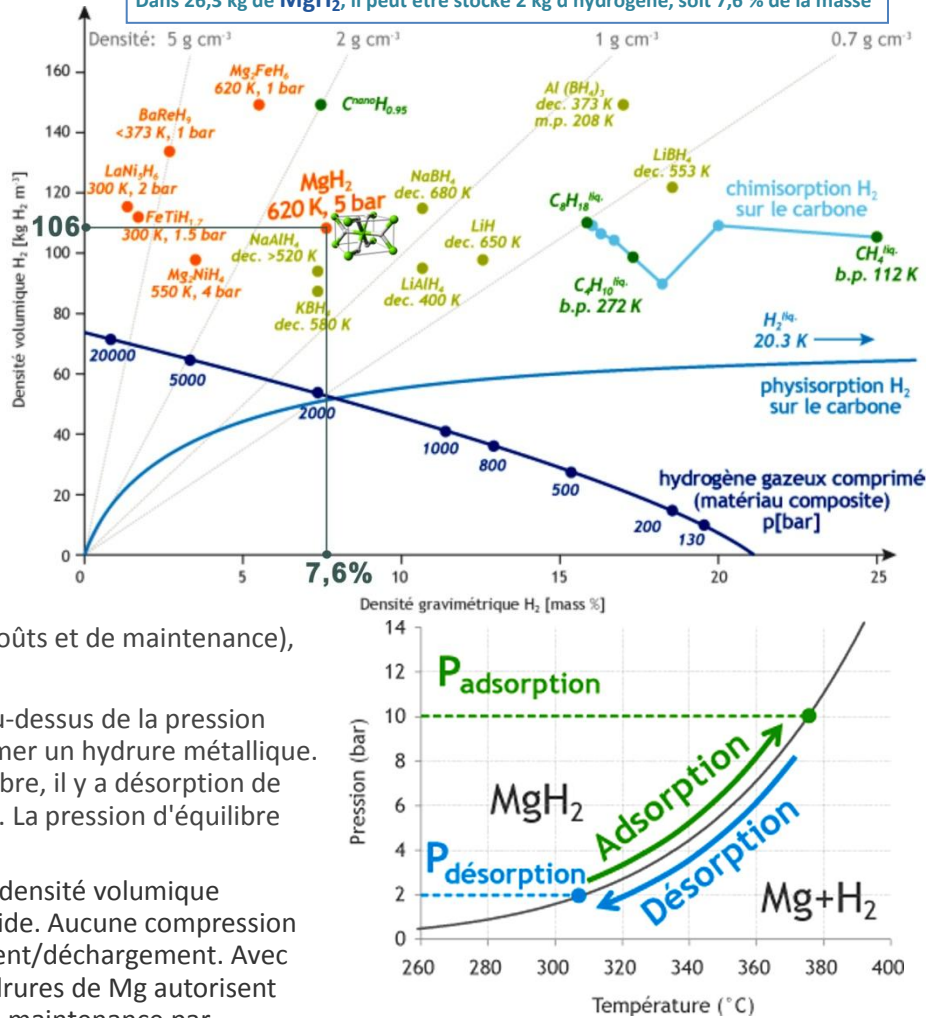 Dans 26,3 kg de MgH₂, il peut être stocké 2 kg d'hydrogène, soit 7,6 % de la masse
Densité: 5 g cm⁻³ 2 g cm⁻³ 1 g cm⁻³ 0.7 g cm⁻³
Densité volumique H₂ [kg H₂ m⁻³]
160
140
120
106
100
80
60
40
20
0
Mg₂FeH₆
620 K, 1 bar
CⁿᵃⁿᵒH₀.₉₅
BaReH₉
<373 K, 1 bar
LaNi₅H₆
300 K, 2 bar
FeTiH₁.₇
300 K, 1.5 bar
Mg₂NiH₄
550 K, 4 bar
MgH₂
620 K, 5 bar
NaAlH₄
dec. >520 K
KBH₄
dec. 580 K
NaBH₄
dec. 680 K
LiAlH₄
dec. 400 K
LiH
dec. 650 K
Al (BH₄)₃
dec. 373 K
m.p. 208 K
LiBH₄
dec. 553 K
C₈H₁₈ˡⁱq·
C₄H₁₀ˡⁱq·
b.p. 272 K
chimisorption H₂
sur le carbone
CH₄ˡⁱq·
b.p. 112 K
H₂ˡⁱq·
20.3 K
physisorption H₂
sur le carbone
20000
5000
2000
1000
800
500
200
130
hydrogène gazeux comprimé
(matériau composite)
p[bar]
0 5 7,6% 10 15 20 25
Densité gravimétrique H₂ [mass %]
oûts et de maintenance),
u-dessus de la pression
mer un hydrure métallique.
bre, il y a désorption de
. La pression d'équilibre
densité volumique
ide. Aucune compression
ent/déchargement. Avec
drures de Mg autorisent
maintenance par
Pression (bar)
14
12
10
8
6
4
2
0
P adsorption
MgH₂
Adsorption
P désorption
Désorption
Mg+H₂
260 280 300 320 340 360 380 400
Température (°C)